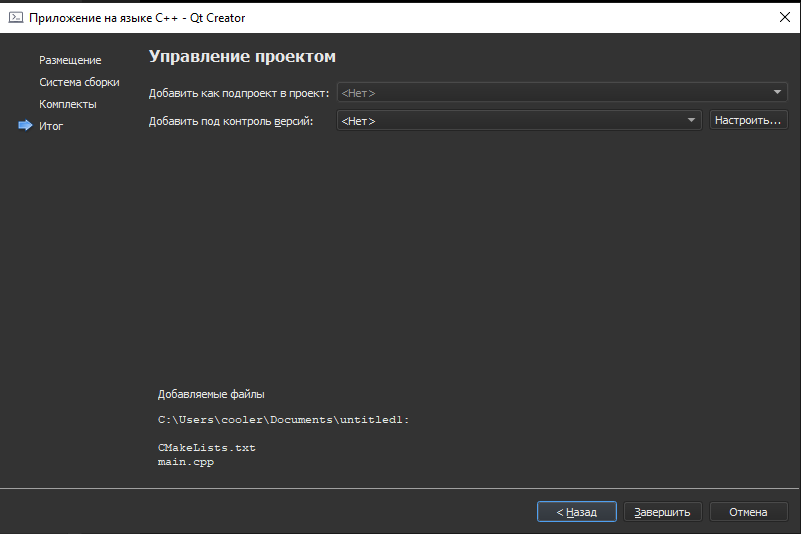 Приложение на языке C++ - Qt Creator
Размещение
Система сборки
Комплекты
Итог
Управление проектом
Добавить как подпроект в проект: <Нет>
Добавить под контроль версий: <Нет> Настроить...
Добавляемые файлы
C:\Users\cooler\Documents\untitled1:
CMakeLists.txt
main.cpp
< Назад Завершить Отмена